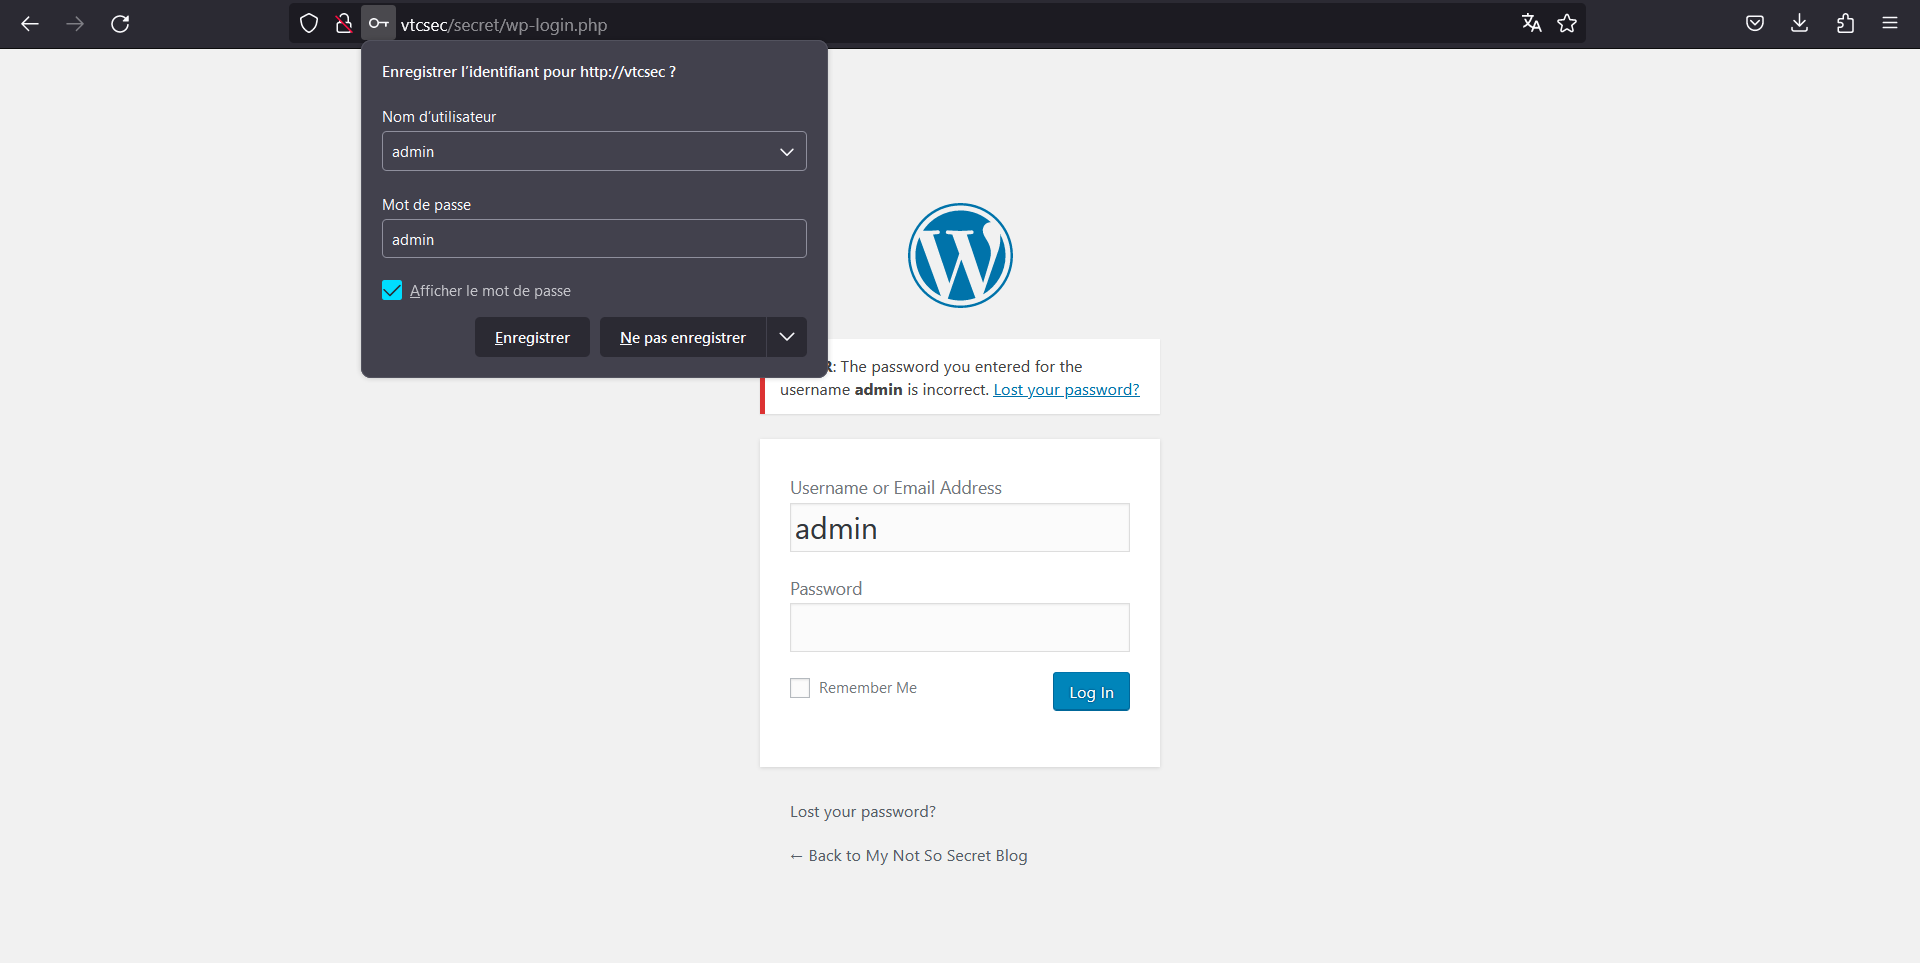 vtcsec/secret/wp-login.php
Enregistrer l’identifiant pour http://vtcsec ?
Nom d’utilisateur
admin
Mot de passe
admin
Afficher le mot de passe
Enregistrer
Ne pas enregistrer
R: The password you entered for the
username admin is incorrect. Lost your password?
Username or Email Address
admin
Password
Remember Me
Log In
Lost your password?
← Back to My Not So Secret Blog